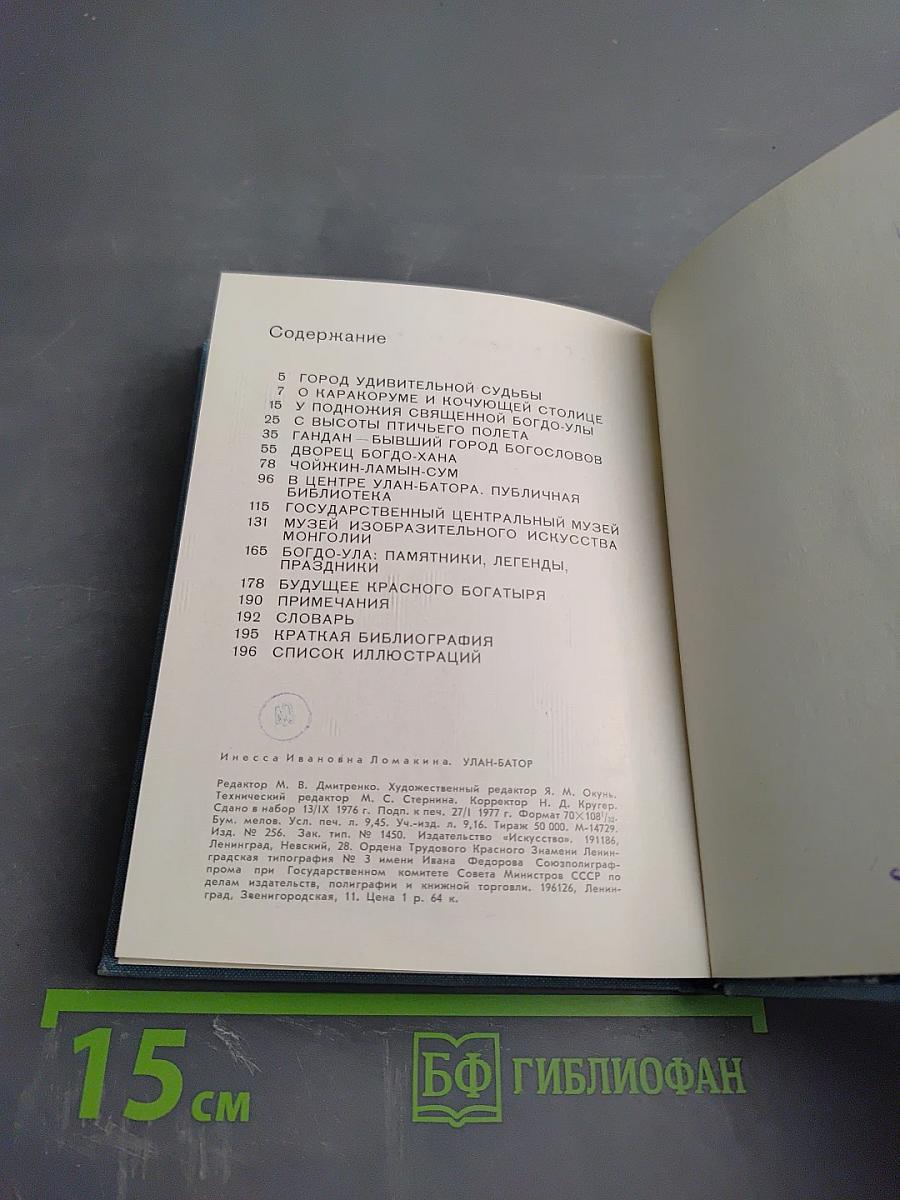 Содержание
5 ГОРОД УДИВИТЕЛЬНОЙ СУДЬБЫ
7 О КАРАКОРУМЕ И КОЧУЮЩЕЙ СТОЛИЦЕ
15 У ПОДНОЖИЯ СВЯЩЕННОЙ БОГДО-УЛЫ
25 С ВЫСОТЫ ПТИЧЬЕГО ПОЛЕТА
35 ГАНДАН — БЫВШИЙ ГОРОД БОГОСЛОВОВ
55 ДВОРЕЦ БОГДО-ХАНА
78 ЧОЙЖИН-ЛАМЫН-СУМ
96 В ЦЕНТРЕ УЛАН-БАТОРА. ПУБЛИЧНАЯ
БИБЛИОТЕКА
115 ГОСУДАРСТВЕННЫЙ ЦЕНТРАЛЬНЫЙ МУЗЕЙ
131 МУЗЕЙ ИЗОБРАЗИТЕЛЬНОГО ИСКУССТВА
МОНГОЛИИ
165 БОГДО-УЛА: ПАМЯТНИКИ, ЛЕГЕНДЫ,
ПРАЗДНИКИ
178 БУДУЩЕЕ КРАСНОГО БОГАТЫРЯ
190 ПРИМЕЧАНИЯ
192 СЛОВАРЬ
195 КРАТКАЯ БИБЛИОГРАФИЯ
196 СПИСОК ИЛЛЮСТРАЦИЙ
Инесса Ивановна Ломакина. УЛАН-БАТОР
Редактор М. В. Дмитренко. Художественный редактор Я. М. Окунь.
Технический редактор М. С. Стернина. Корректор Н. Д. Кругер.
Сдано в набор 13/IX 1976 г. Подп. к печ. 27/I 1977 г. Формат 70×108¹/₃₂.
Бум. мелов. Усл. печ. л. 9,45. Уч.-изд. л. 9,16. Тираж 50 000. М-14729.
Изд. № 256. Зак. тип. № 1450. Издательство «Искусство». 191186,
Ленинград, Невский, 28. Ордена Трудового Красного Знамени Ленин-
градская типография № 3 имени Ивана Федорова Союзполиграф-
прома при Государственном комитете Совета Министров СССР по
делам издательств, полиграфии и книжной торговли. 196126, Ленин-
град, Звенигородская, 11. Цена 1 р. 64 к.
15 см
БФ ГИБЛИОФАН